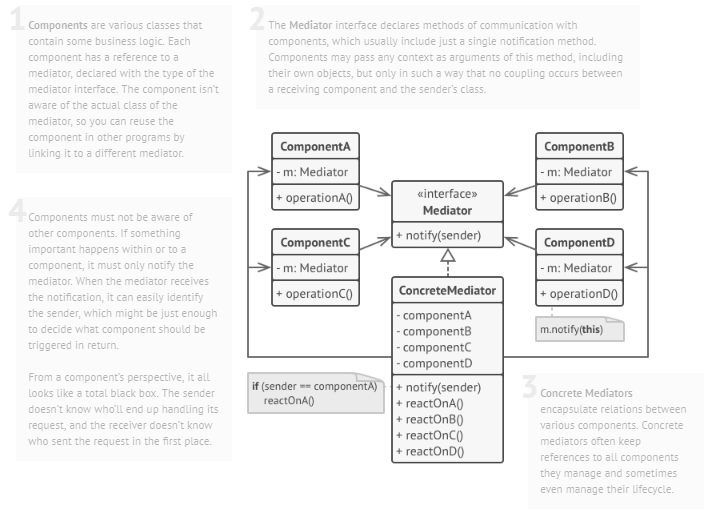 1
Components are various classes that
contain some business logic. Each
component has a reference to a
mediator, declared with the type of the
mediator interface. The component isn't
aware of the actual class of the
mediator, so you can reuse the
component in other programs by
linking it to a different mediator.
2
The Mediator interface declares methods of communication with
components, which usually include just a single notification method.
Components may pass any context as arguments of this method, including
their own objects, but only in such a way that no coupling occurs between
a receiving component and the sender's class.
4
Components must not be aware of
other components. If something
important happens within or to a
component, it must only notify the
mediator. When the mediator receives
the notification, it can easily identify
the sender, which might be just enough
to decide what component should be
triggered in return.
From a component's perspective, it all
looks like a total black box. The sender
doesn't know who'll end up handling its
request, and the receiver doesn't know
who sent the request in the first place.
ComponentA
- m: Mediator
+ operationA()
ComponentB
- m: Mediator
+ operationB()
«interface»
Mediator
+ notify(sender)
ComponentC
- m: Mediator
+ operationC()
ComponentD
- m: Mediator
+ operationD()
m.notify(this)
ConcreteMediator
- componentA
- componentB
- componentC
- componentD
+ notify(sender)
+ reactOnA()
+ reactOnB()
+ reactOnC()
+ reactOnD()
if (sender == componentA)
reactOnA()
3
Concrete Mediators
encapsulate relations between
various components. Concrete
mediators often keep
references to all components
they manage and sometimes
even manage their lifecycle.